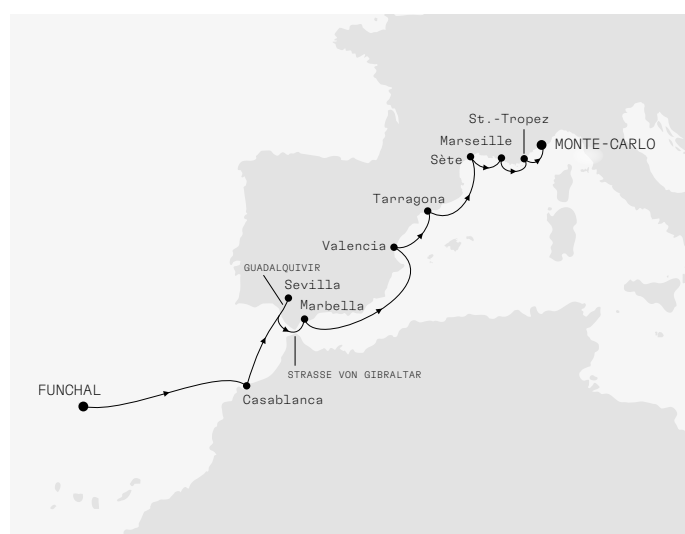 St.-Tropez
Marseille
MONTE-CARLO
Sète
Tarragona
Valencia
GUADALQUIVIR
Sevilla
Marbella
STRASSE VON GIBRALTAR
FUNCHAL
Casablanca